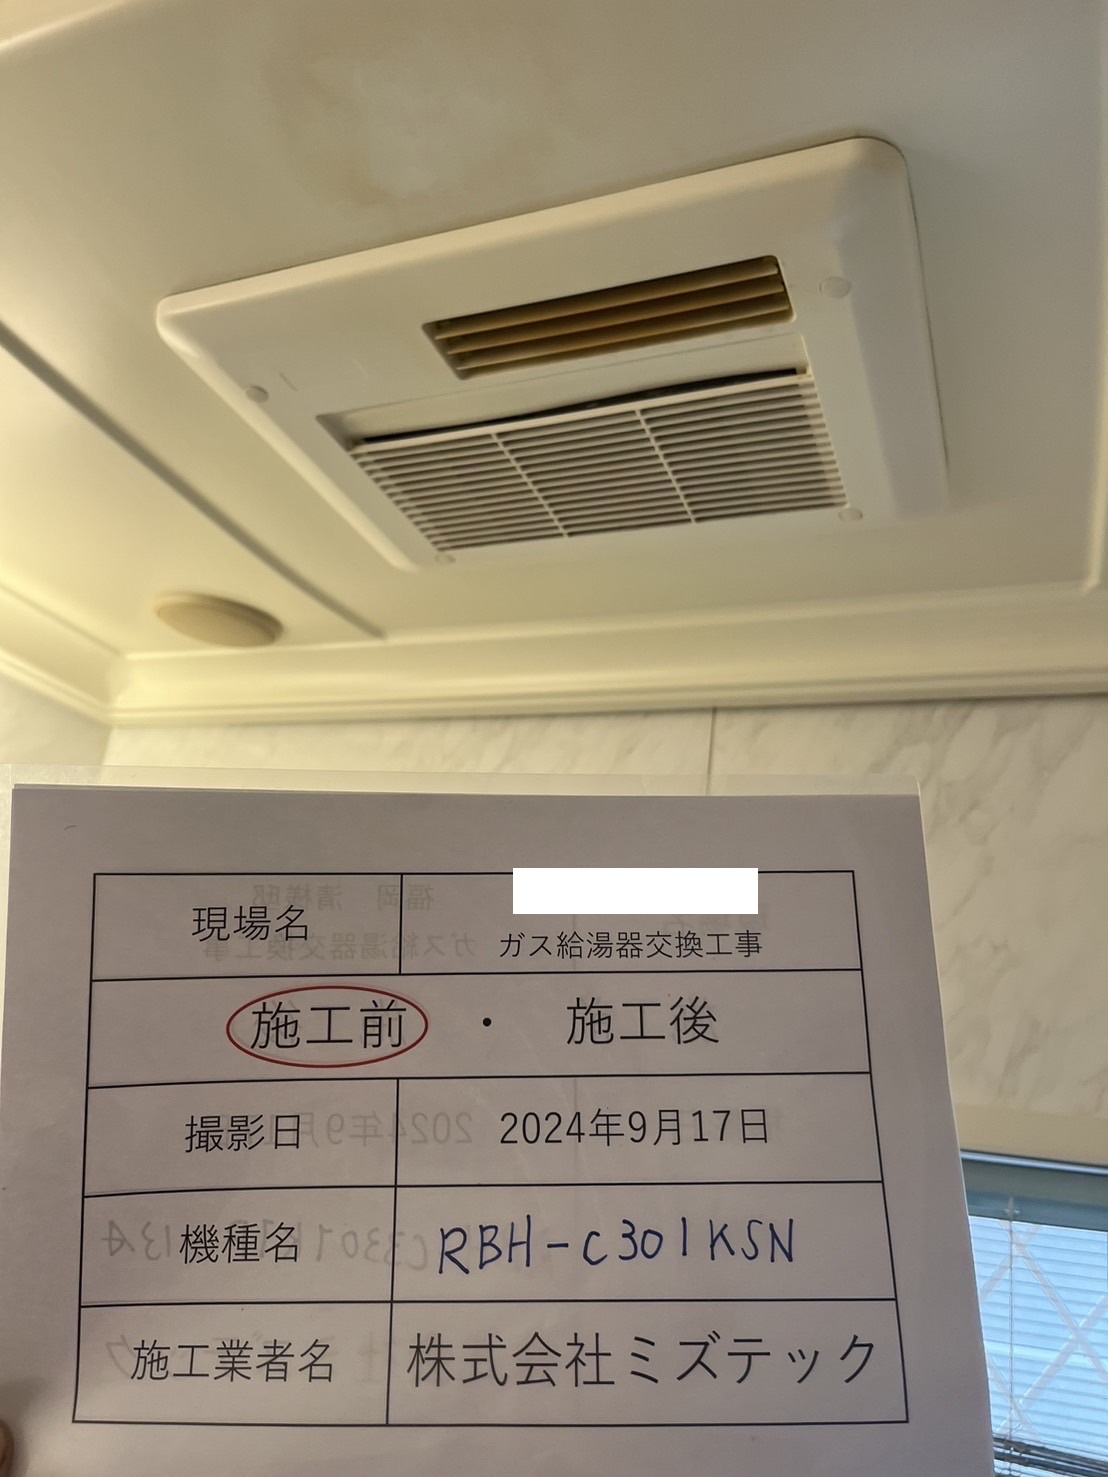 現場名
ガス給湯器交換工事
施工前 ・ 施工後
撮影日 2024年9月17日
機種名 RBH-C301KSN
施工業者名 株式会社ミズテック